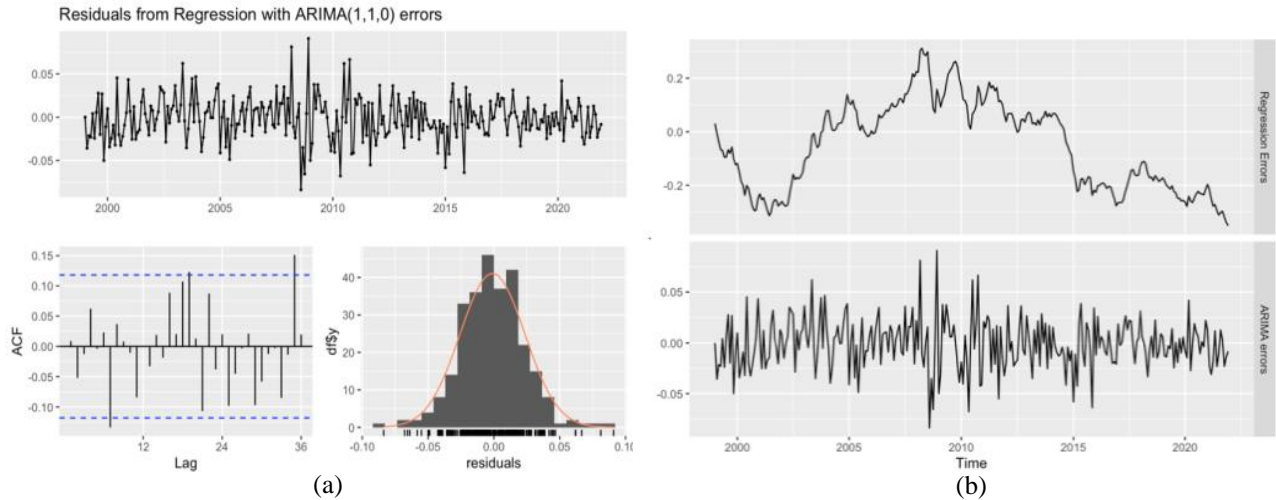 Residuals from Regression with ARIMA(1,1,0) errors
0.05
0.00
-0.05
2000 2005 2010 2015 2020
ACF
0.15
0.10
0.05
0.00
-0.05
-0.10
12 24 36
Lag
df$y
40
30
20
10
0
-0.10 -0.05 0.00 0.05 0.10
residuals
(a)
0.2
0.0
-0.2
Regression Errors
0.05
0.00
-0.05
ARIMA errors
2000 2005 2010 2015 2020
Time
(b)